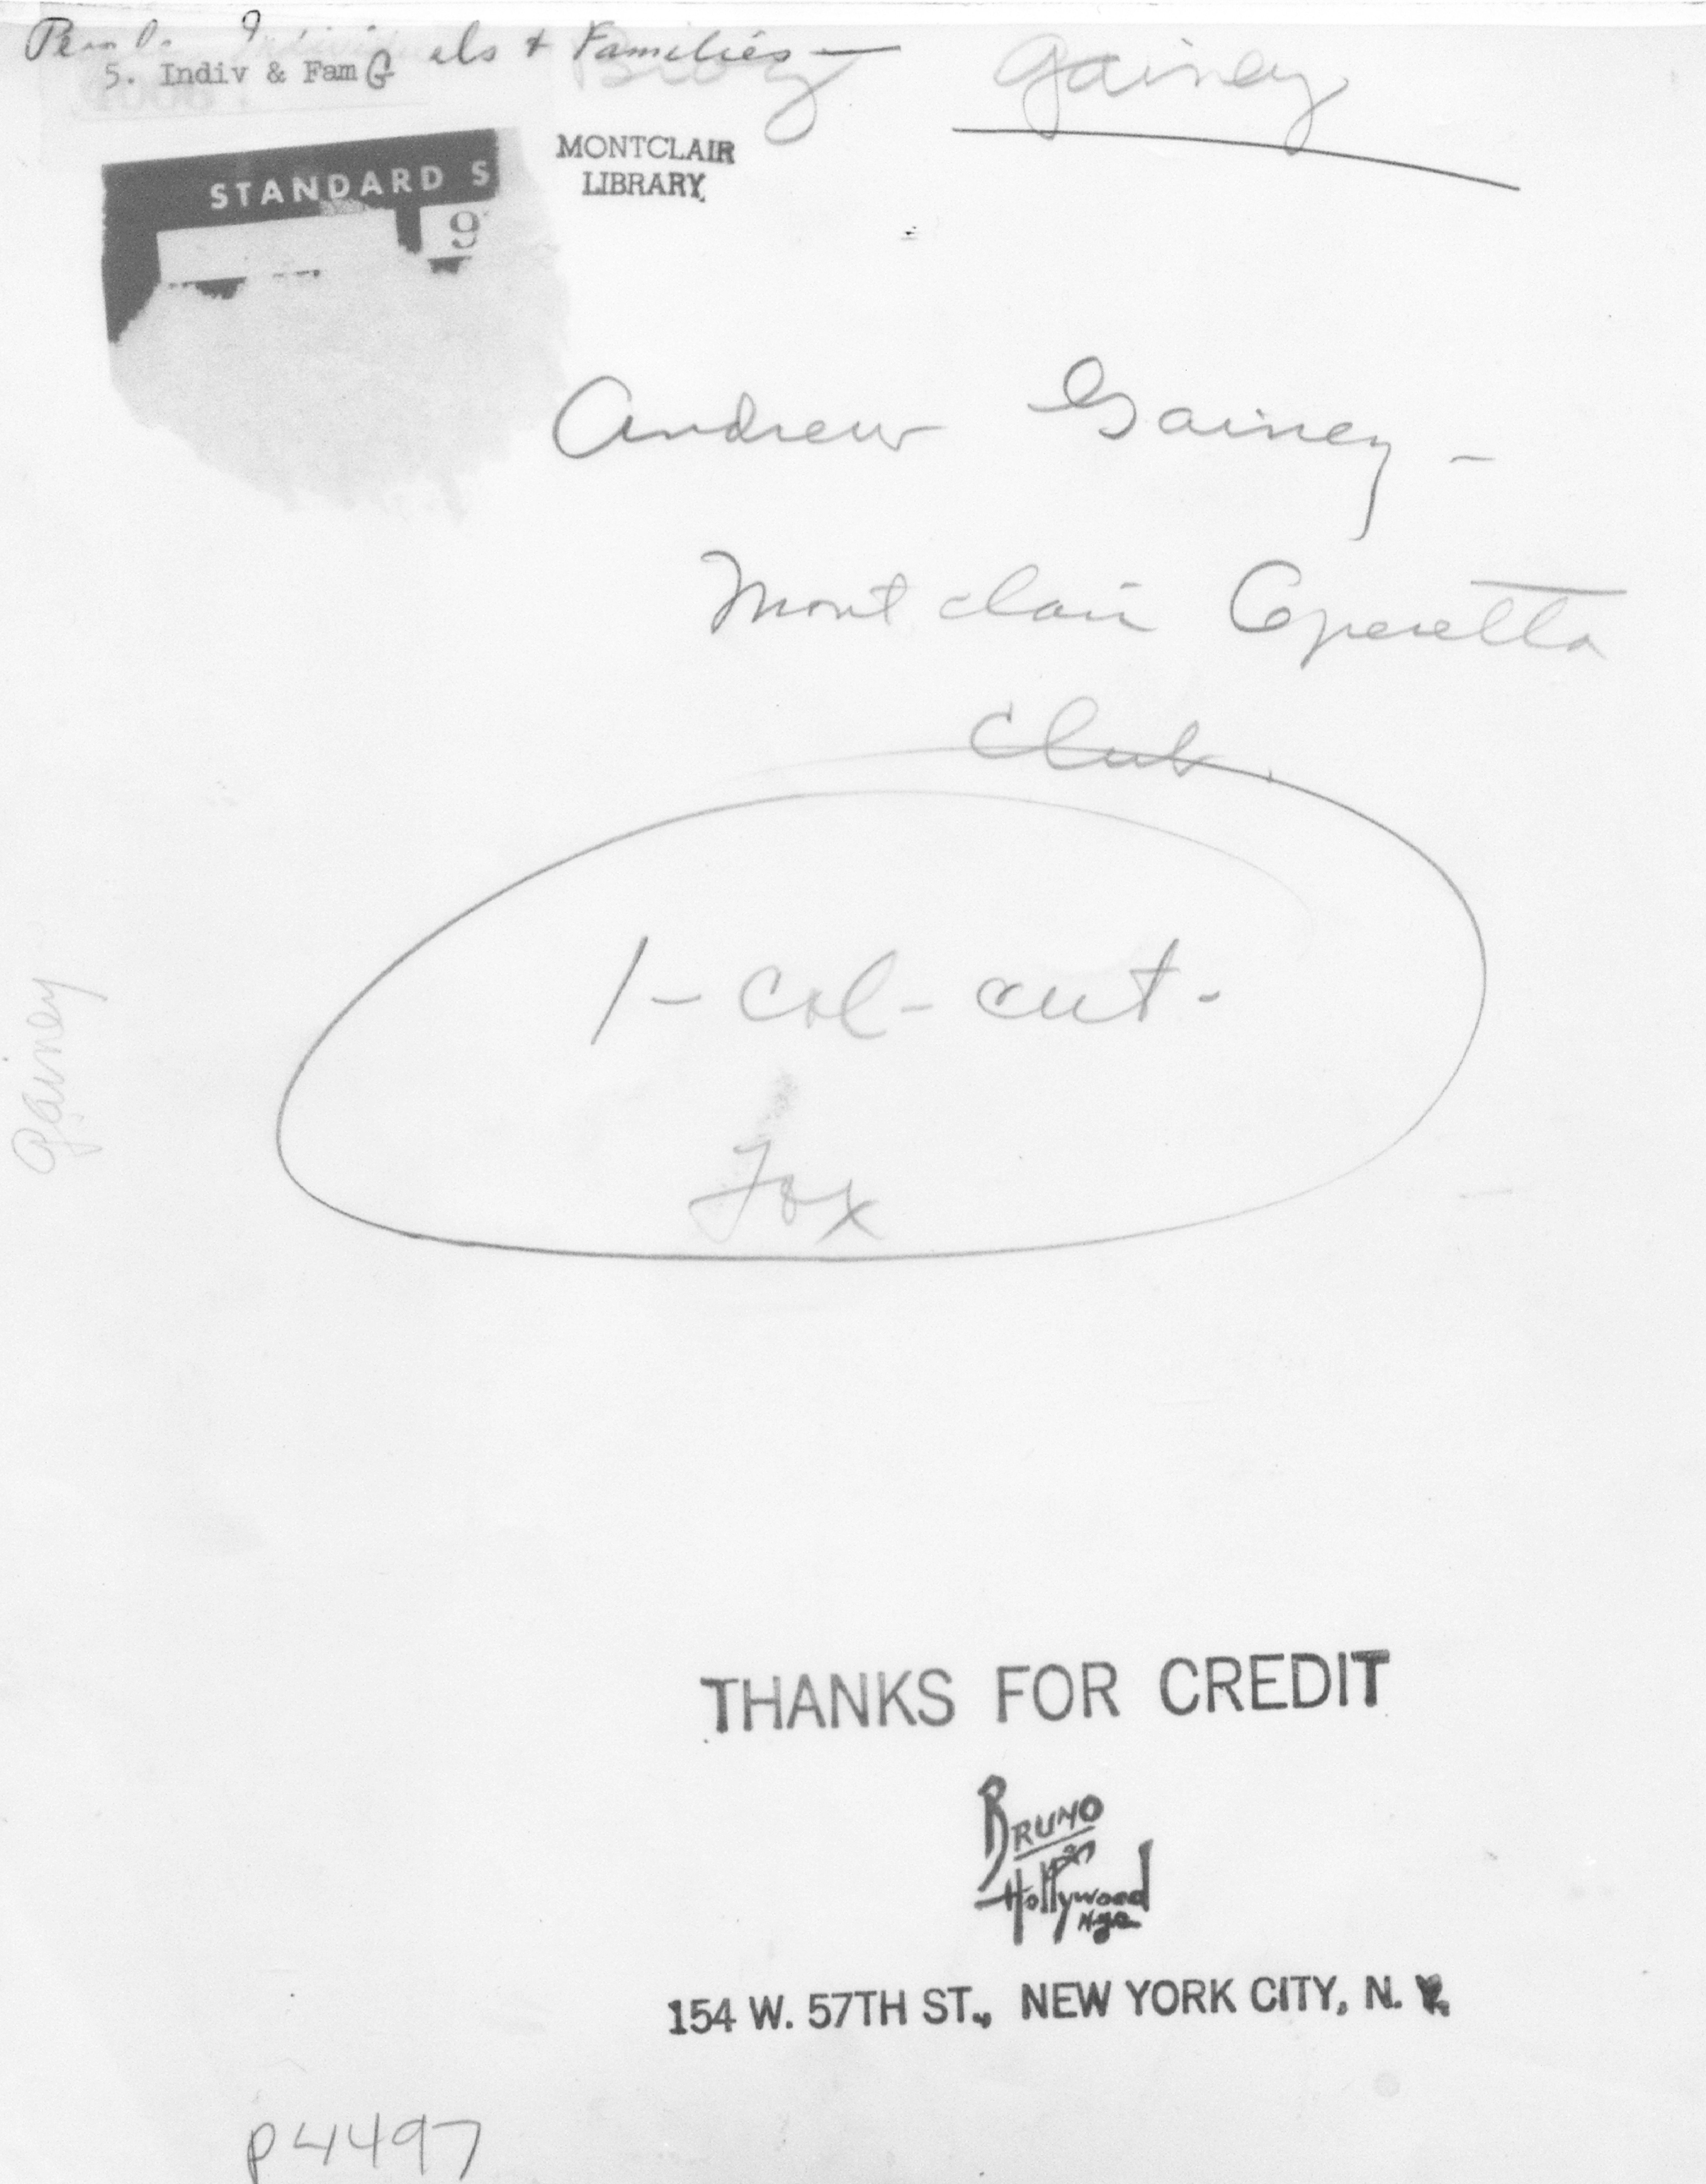 Individuals & Families — Gainey
5. Indiv & Fam G
Biog
MONTCLAIR
LIBRARY
STANDARD S
9
Andrew Gainey -
Montclair Operetta
Club.
1 - col - cut -
Fox
Gainey
THANKS FOR CREDIT
BRUNO
of
Hollywood
N.Y.C.
154 W. 57TH ST., NEW YORK CITY, N. Y.
P4497